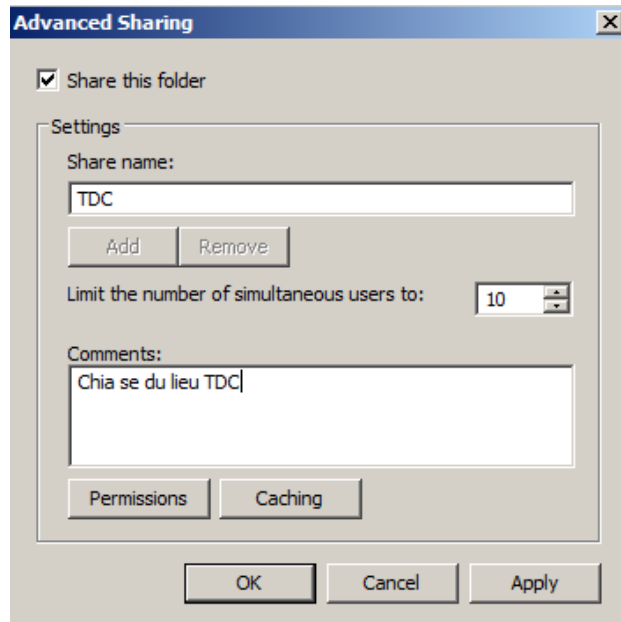 Advanced Sharing
Share this folder
Settings
Share name:
TDC
Add Remove
Limit the number of simultaneous users to: 10
Comments:
Chia se du lieu TDC
Permissions Caching
OK Cancel Apply